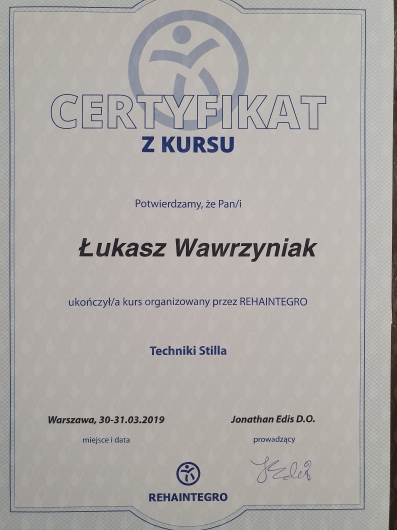 CERTYFIKAT
Z KURSU
Potwierdzamy, że Pan/i
Łukasz Wawrzyniak
ukończył/a kurs organizowany przez REHAINTEGRO
Techniki Stilla
Warszawa, 30-31.03.2019 Jonathan Edis D.O.
miejsce i data prowadzący
REHAINTEGRO